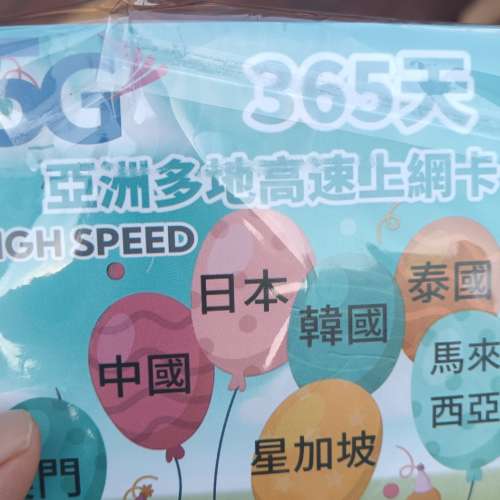 5G
365天
亞洲多地高速上網卡
IGH SPEED
日本
泰國
韓國
中國
馬來
西亞
星加坡
門